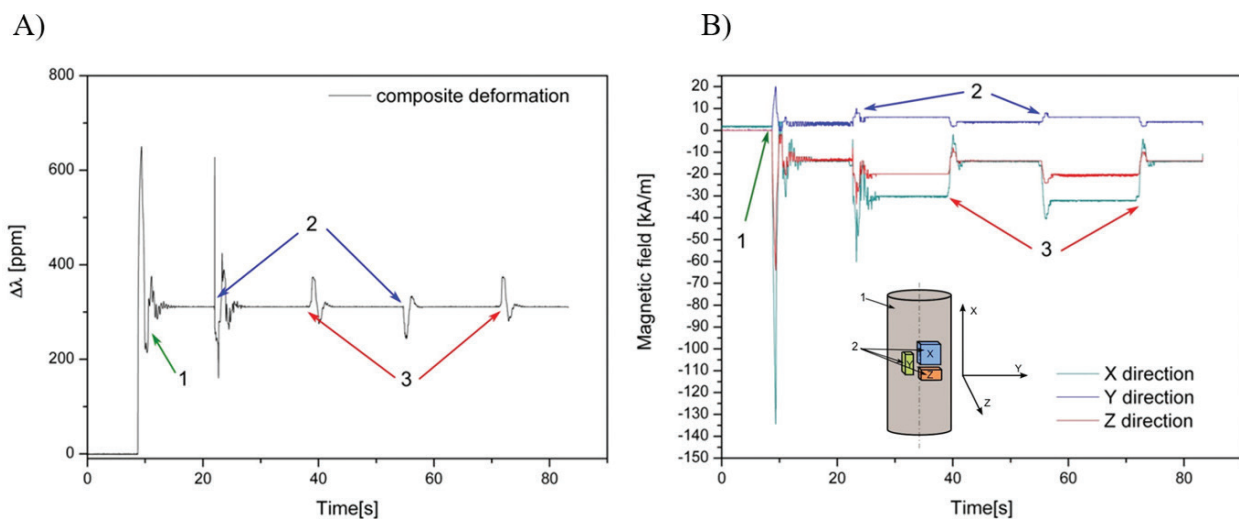 A)
800
600
400
200
0
Δλ [ppm]
composite deformation
2
1
3
0
20
40
60
80
Time[s]
B)
20
10
0
-10
-20
-30
-40
-50
-60
-70
-80
-90
-100
-110
-120
-130
-140
-150
Magnetic field [kA/m]
2
1
3
1
2
X
Y
Z
X
Y
Z
X direction
Y direction
Z direction
0
20
40
60
80
Time[s]